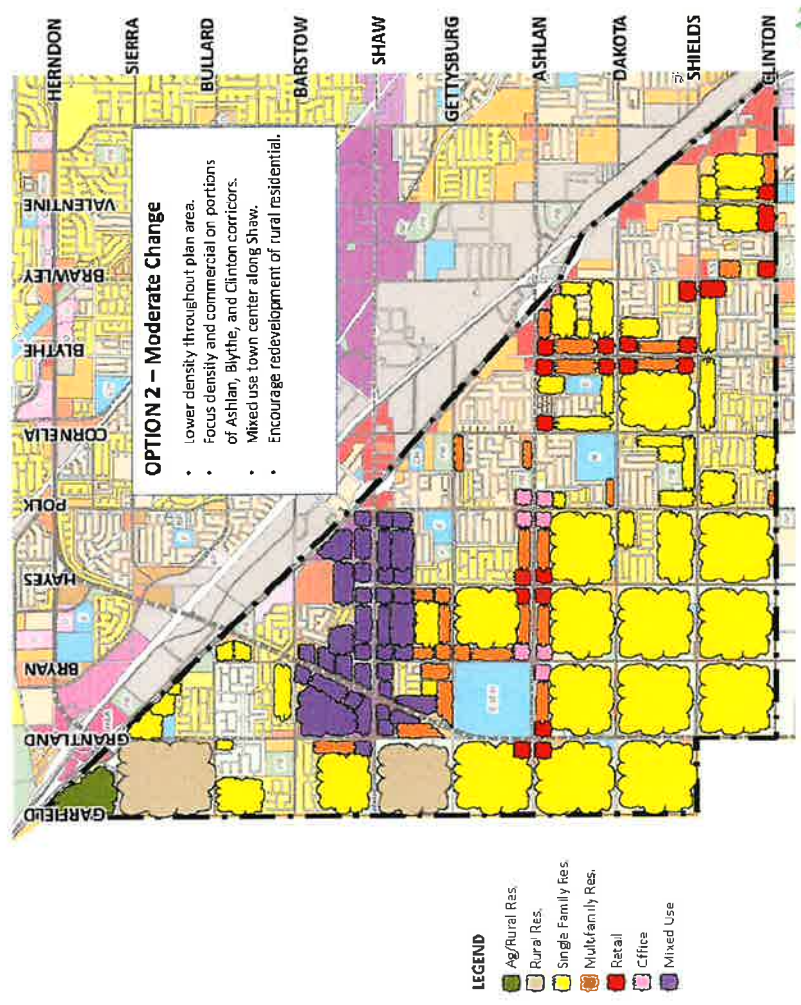 HERNDON
SIERRA
BULLARD
BARSTOW
SHAW
GETTYSBURG
ASHLAN
DAKOTA
SHIELDS
CLINTON
GARFIELD
GRANTLAND
BRYAN
HAYES
POLK
CORNELIA
BLYTHE
BRAWLEY
VALENTINE
OPTION 2 – Moderate Change
• Lower density throughout plan area.
• Focus density and commercial on portions
of Ashlan, Blythe, and Clinton corricors.
• Mixed use town center along Shaw.
• Encourage redevelopment of rural residential.
LEGEND
Ag/Rural Res.
Rural Res.
Single Family Res.
Multifamily Res.
Retail
Cffice
Mixed Use